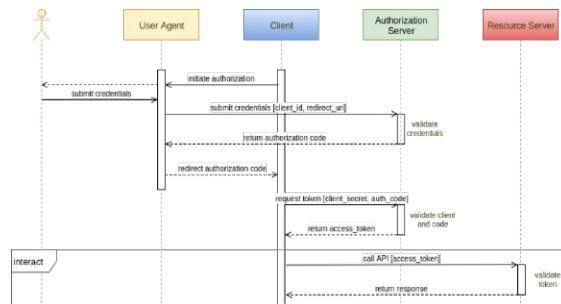 User Agent
Client
Authorization
Server
Resource Server
initiate authorization
submit credentials
submit credentials [client_id, redirect_uri]
validate
credentials
return authorization code
redirect authorization code
request token [client_secret, auth_code]
validate client
and code
return access_token
interact
call API [access_token]
validate
token
return response